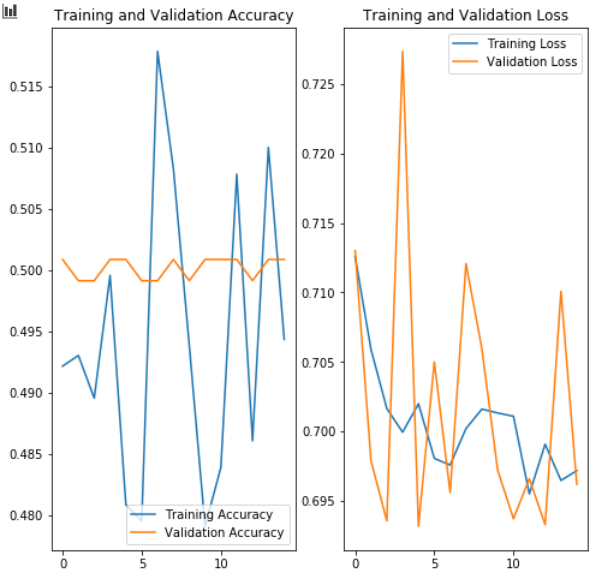 Training and Validation Accuracy
0.515
0.510
0.505
0.500
0.495
0.490
0.485
0.480
Training Accuracy
Validation Accuracy
0 5 10
Training and Validation Loss
Training Loss
Validation Loss
0.725
0.720
0.715
0.710
0.705
0.700
0.695
0 5 10